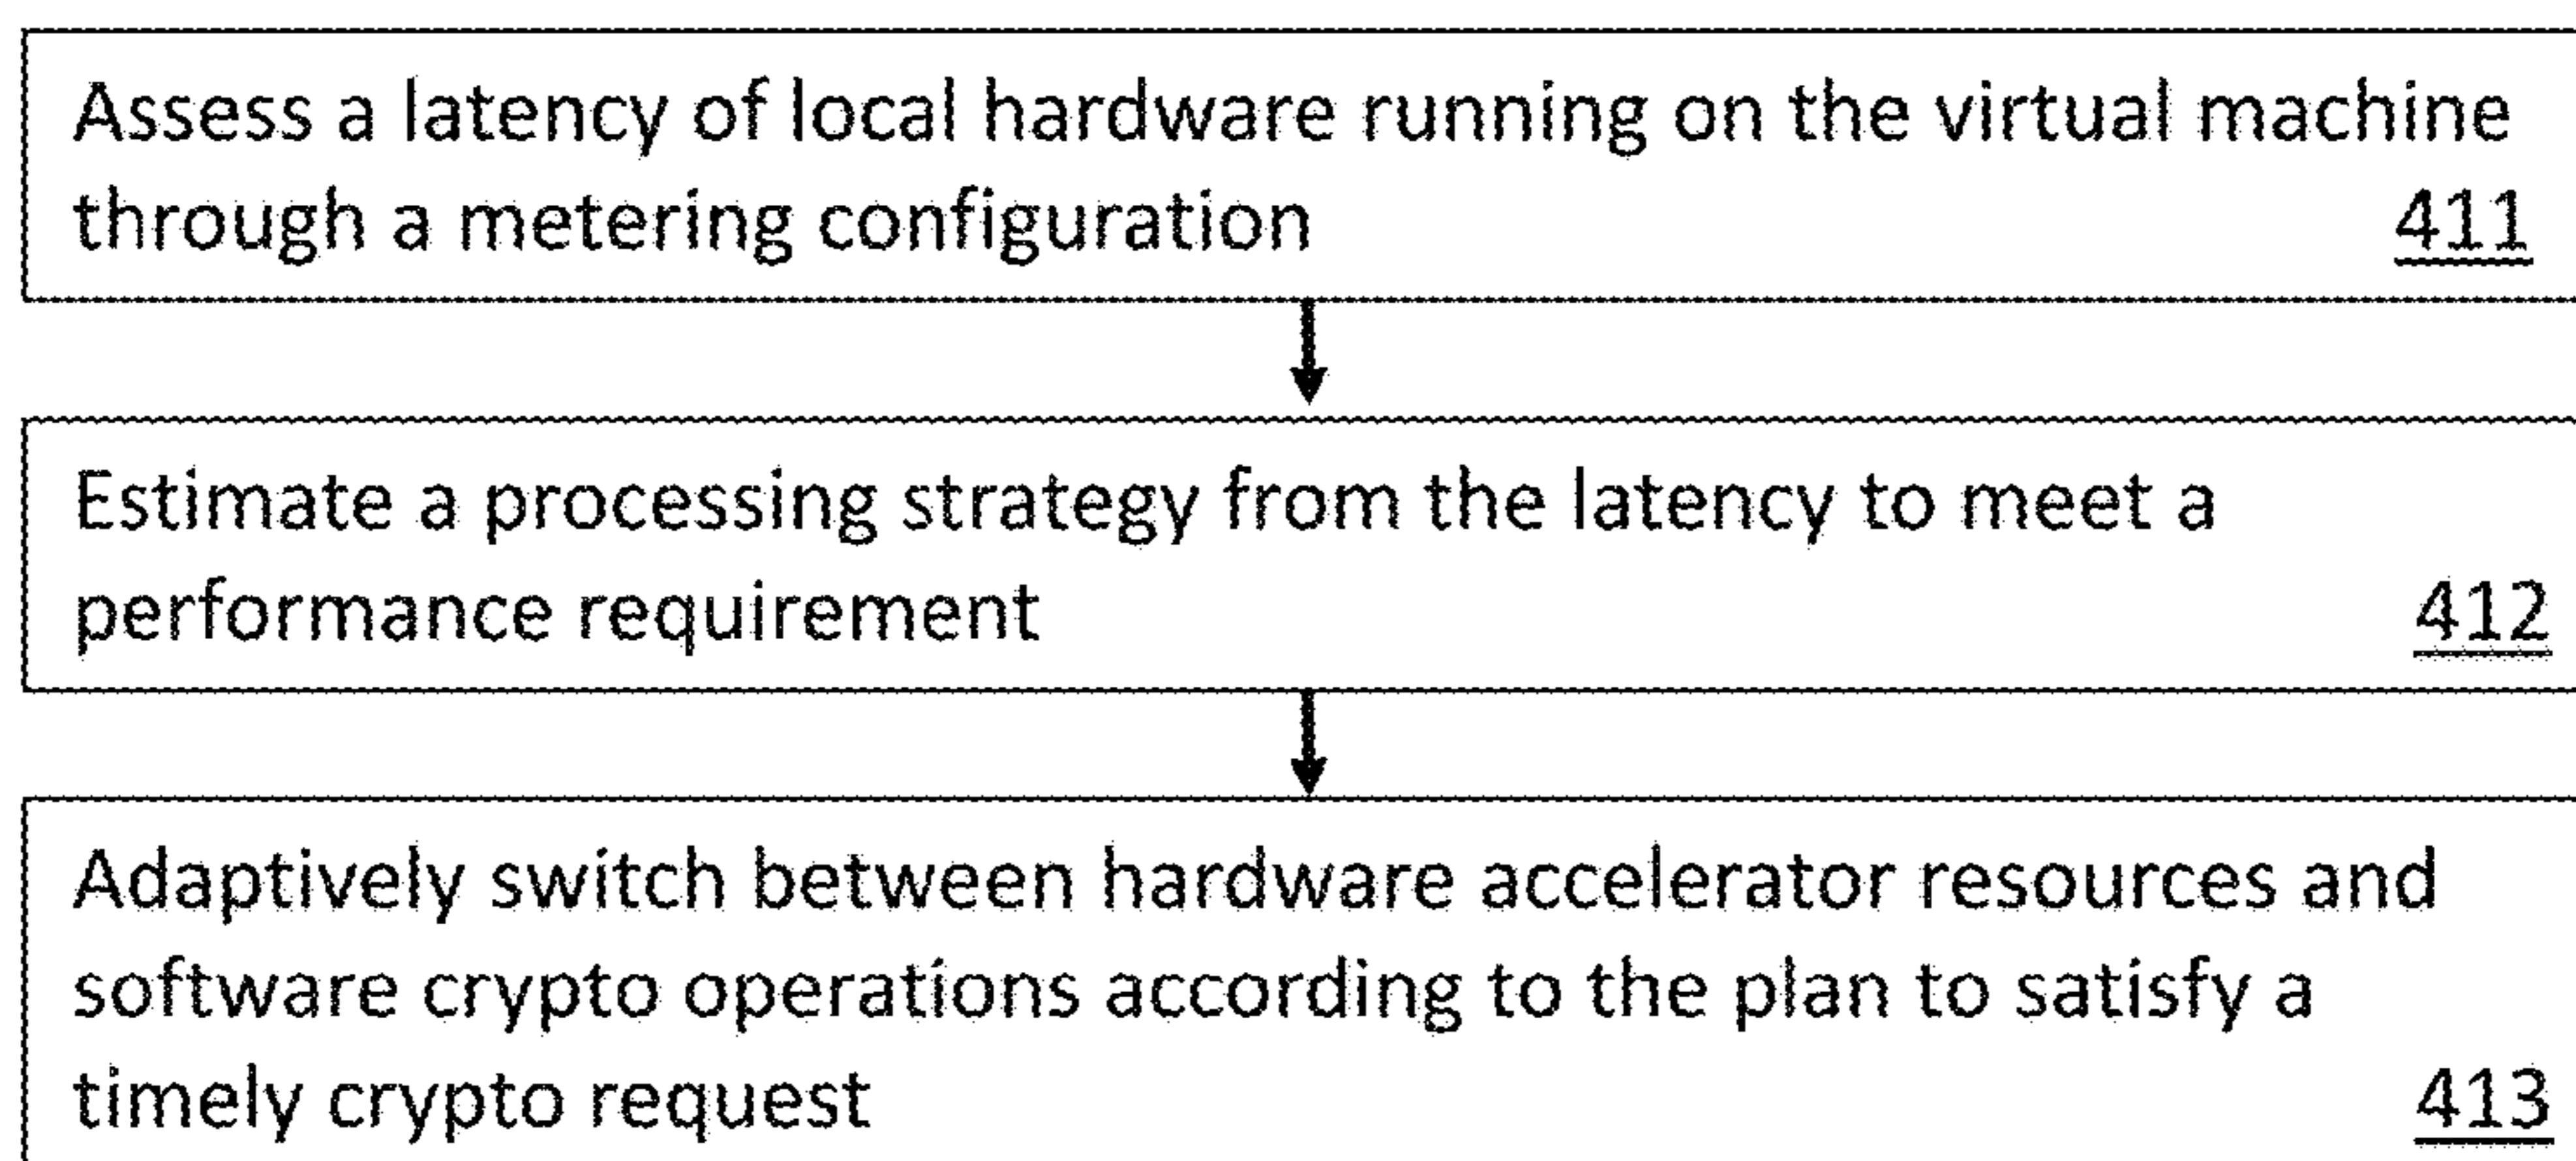 Assess a latency of local hardware running on the virtual machine
through a metering configuration 411
Estimate a processing strategy from the latency to meet a
performance requirement 412
Adaptively switch between hardware accelerator resources and
software crypto operations according to the plan to satisfy a
timely crypto request 413